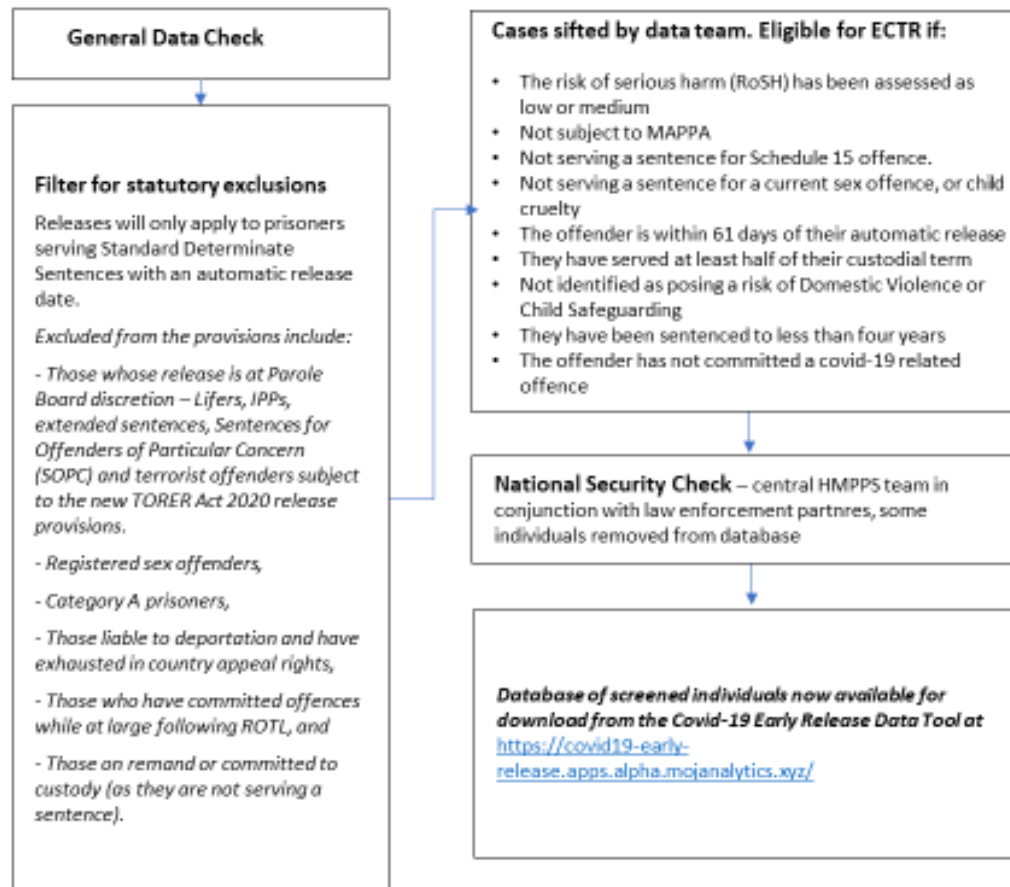 General Data Check
Filter for statutory exclusions
Releases will only apply to prisoners
serving Standard Determinate
Sentences with an automatic release
date.
Excluded from the provisions include:
- Those whose release is at Parole
Board discretion – Lifers, IPPs,
extended sentences, Sentences for
Offenders of Particular Concern
(SOPC) and terrorist offenders subject
to the new TORER Act 2020 release
provisions.
- Registered sex offenders,
- Category A prisoners,
- Those liable to deportation and have
exhausted in country appeal rights,
- Those who have committed offences
while at large following ROTL, and
- Those on remand or committed to
custody (as they are not serving a
sentence).
Cases sifted by data team. Eligible for ECTR if:
• The risk of serious harm (RoSH) has been assessed as
low or medium
• Not subject to MAPPA
• Not serving a sentence for Schedule 15 offence.
• Not serving a sentence for a current sex offence, or child
cruelty
• The offender is within 61 days of their automatic release
• They have served at least half of their custodial term
• Not identified as posing a risk of Domestic Violence or
Child Safeguarding
• They have been sentenced to less than four years
• The offender has not committed a covid-19 related
offence
National Security Check – central HMPPS team in
conjunction with law enforcement partnres, some
individuals removed from database
Database of screened individuals now available for
download from the Covid-19 Early Release Data Tool at
https://covid19-early-
release.apps.alpha.mojanalytics.xyz/